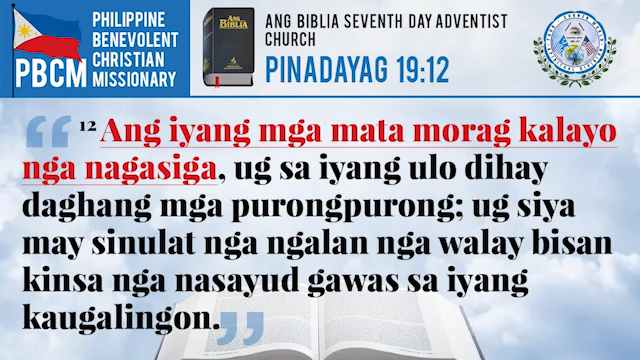 PHILIPPINE
BENEVOLENT
CHRISTIAN
MISSIONARY
PBCM
Ang
BIBLIA
ANG BIBLIA SEVENTH DAY ADVENTIST
CHURCH
PINADAYAG 19:12
“ 12 Ang iyang mga mata morag kalayo
nga nagasiga, ug sa iyang ulo dihay
daghang mga purongpurong; ug siya
may sinulat nga ngalan nga walay bisan
kinsa nga nasayud gawas sa iyang
kaugalingon.”